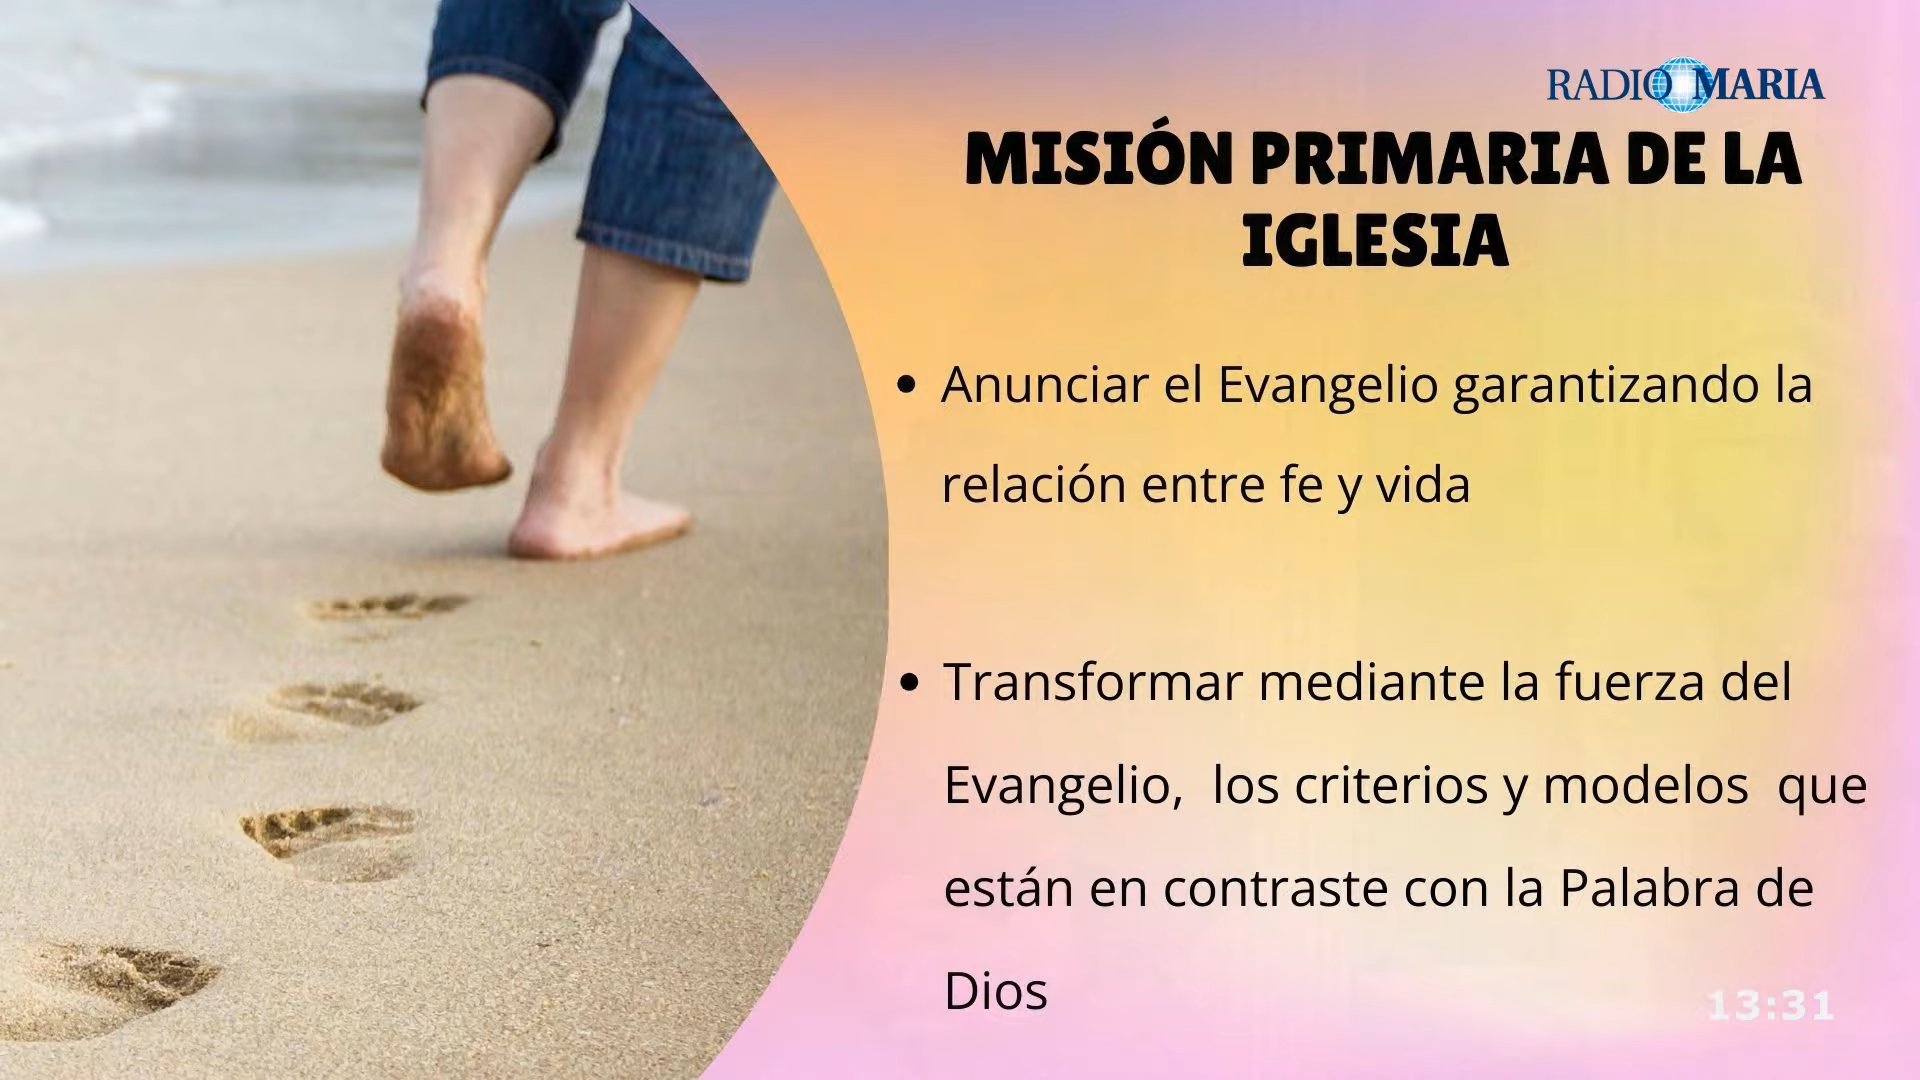 RADIO MARIA
MISIÓN PRIMARIA DE LA
IGLESIA
• Anunciar el Evangelio garantizando la
relación entre fe y vida
• Transformar mediante la fuerza del
Evangelio,  los criterios y modelos  que
están en contraste con la Palabra de
Dios
13:31